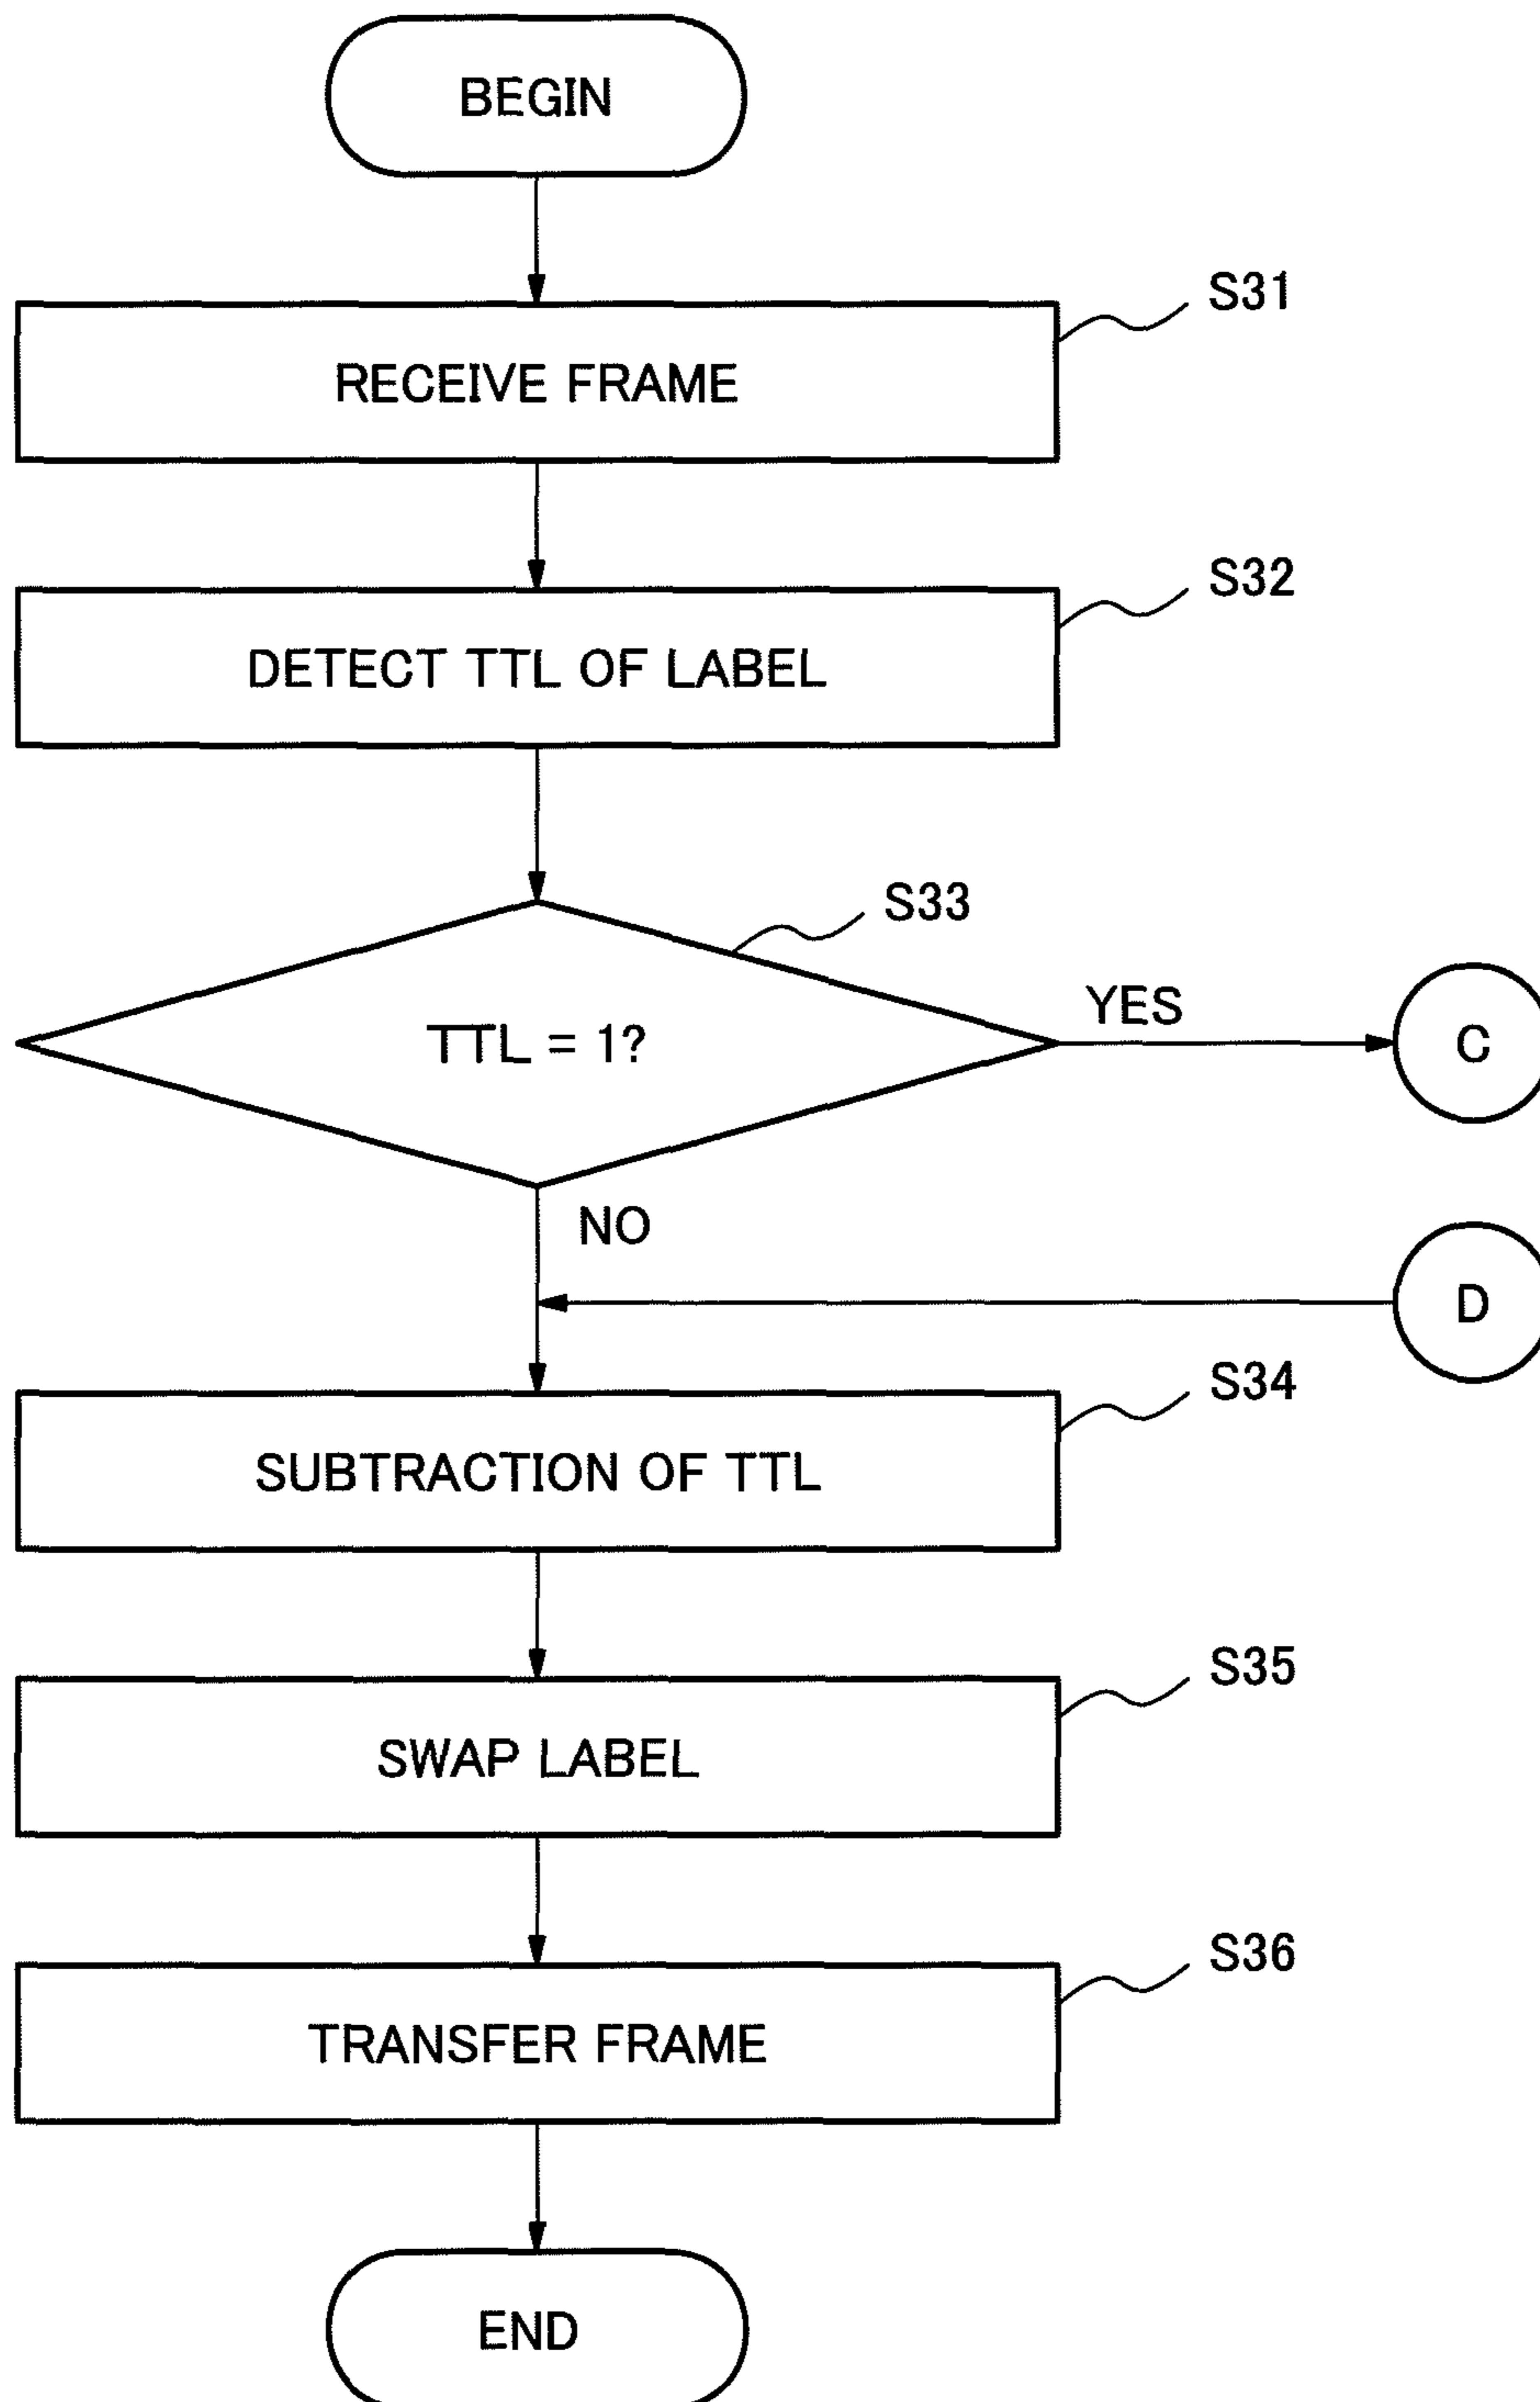 BEGIN
S31
RECEIVE FRAME
S32
DETECT TTL OF LABEL
S33
TTL = 1?
YES
C
NO
D
S34
SUBTRACTION OF TTL
S35
SWAP LABEL
S36
TRANSFER FRAME
END